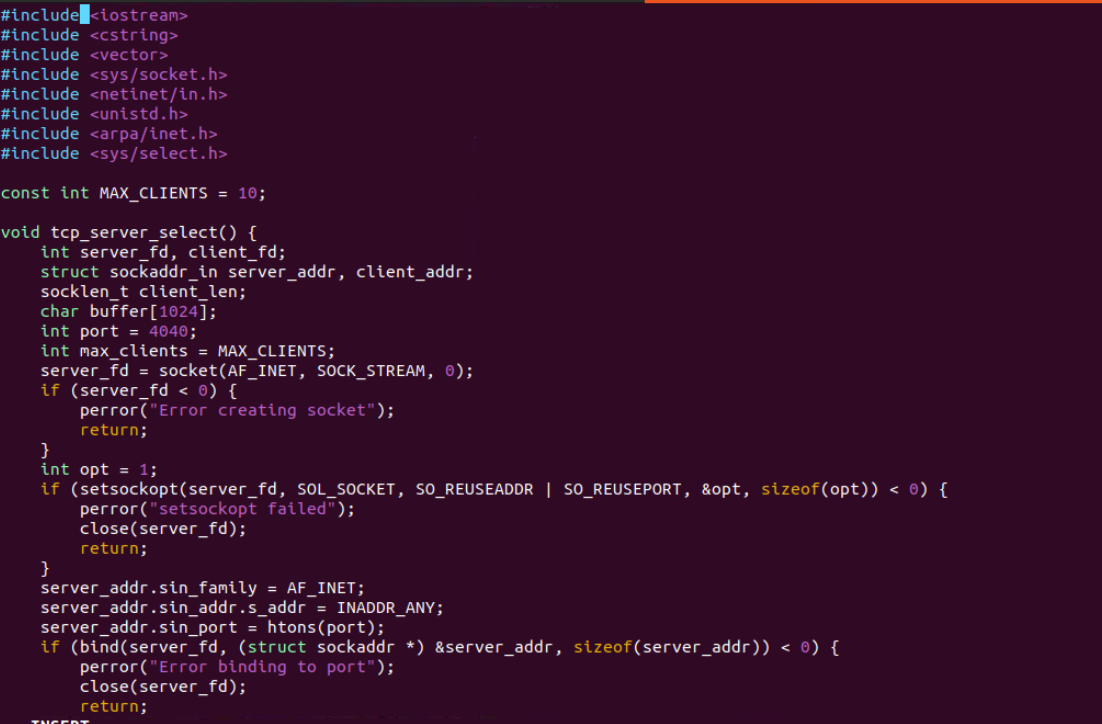 #include <iostream>
#include <cstring>
#include <vector>
#include <sys/socket.h>
#include <netinet/in.h>
#include <unistd.h>
#include <arpa/inet.h>
#include <sys/select.h>

const int MAX_CLIENTS = 10;

void tcp_server_select() {
    int server_fd, client_fd;
    struct sockaddr_in server_addr, client_addr;
    socklen_t client_len;
    char buffer[1024];
    int port = 4040;
    int max_clients = MAX_CLIENTS;
    server_fd = socket(AF_INET, SOCK_STREAM, 0);
    if (server_fd < 0) {
        perror("Error creating socket");
        return;
    }
    int opt = 1;
    if (setsockopt(server_fd, SOL_SOCKET, SO_REUSEADDR | SO_REUSEPORT, &opt, sizeof(opt)) < 0) {
        perror("setsockopt failed");
        close(server_fd);
        return;
    }
    server_addr.sin_family = AF_INET;
    server_addr.sin_addr.s_addr = INADDR_ANY;
    server_addr.sin_port = htons(port);
    if (bind(server_fd, (struct sockaddr *) &server_addr, sizeof(server_addr)) < 0) {
        perror("Error binding to port");
        close(server_fd);
        return;
   INSERT